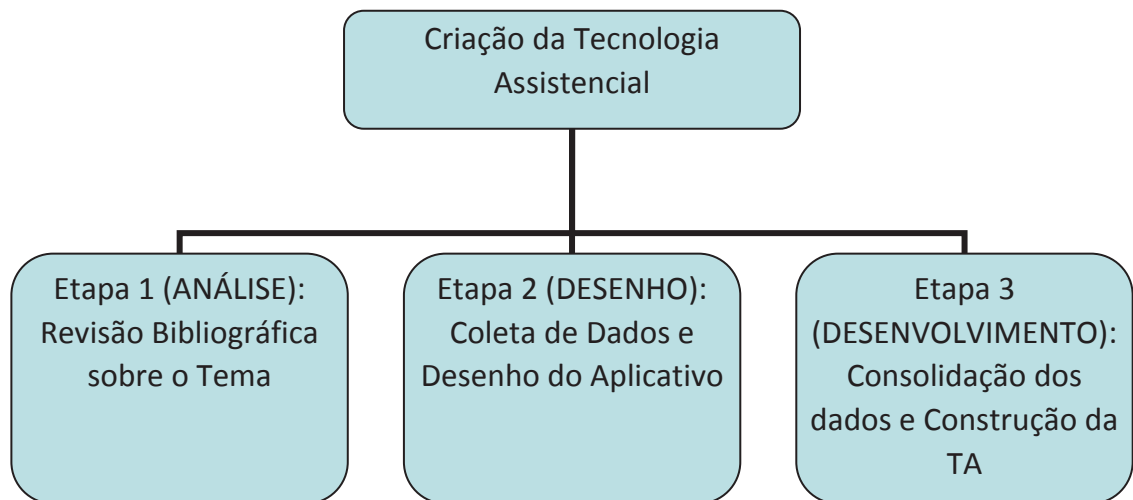 Criação da Tecnologia
Assistencial
Etapa 1 (ANÁLISE):
Revisão Bibliográfica
sobre o Tema
Etapa 2 (DESENHO):
Coleta de Dados e
Desenho do Aplicativo
Etapa 3
(DESENVOLVIMENTO):
Consolidação dos
dados e Construção da
TA